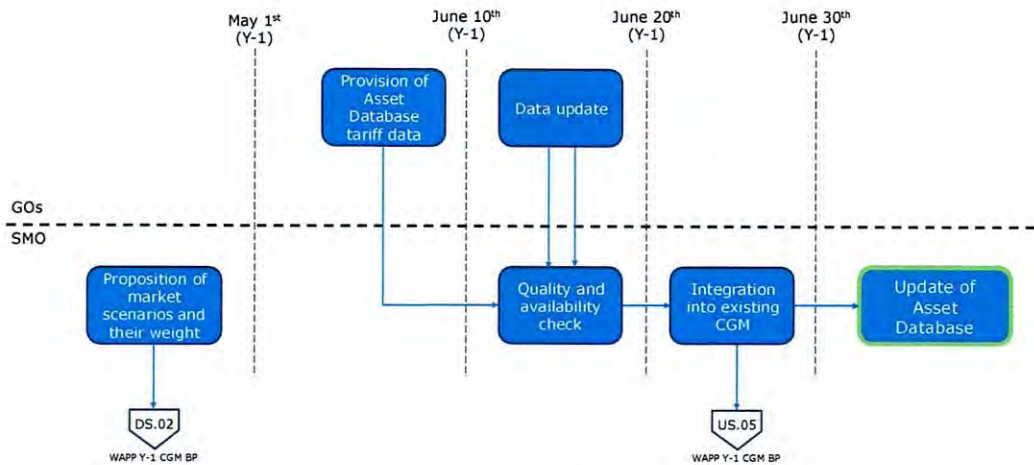 May 1st
(Y-1)
June 10th
(Y-1)
June 20th
(Y-1)
June 30th
(Y-1)
Provision of
Asset
Database
tariff data
Data update
GOs
SMO
Proposition of
market
scenarios and
their weight
Quality and
availability
check
Integration
into existing
CGM
Update of
Asset
Database
DS.02
WAPP Y-1 CGM BP
US.05
WAPP Y-1 CGM BP